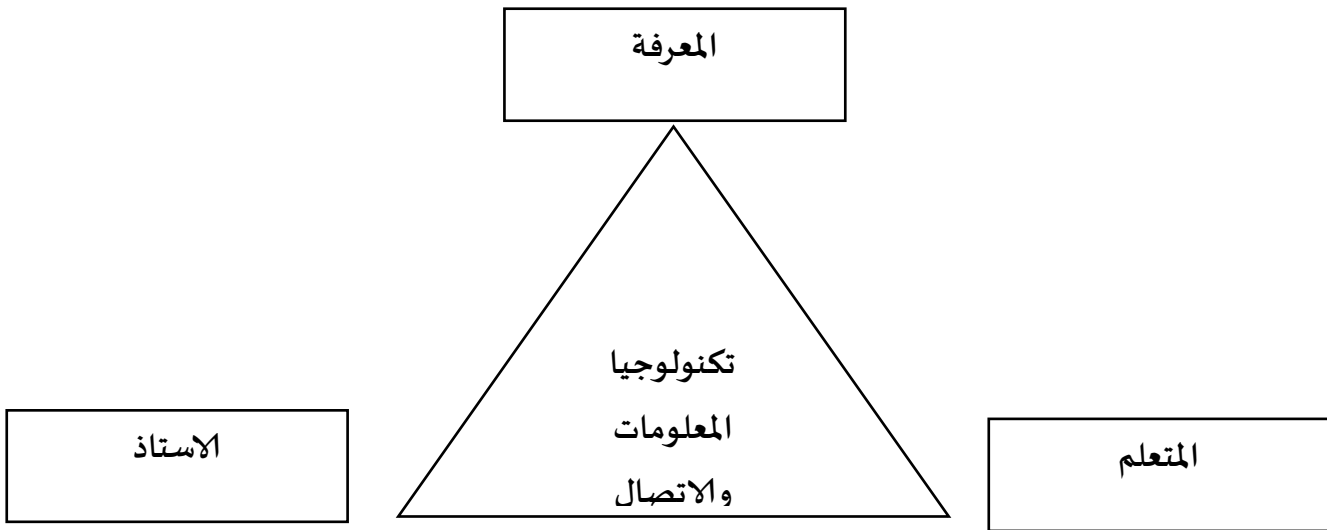 المعرفة
تكنولوجيا
المعلومات
والاتصال
الاستاذ
المتعلم